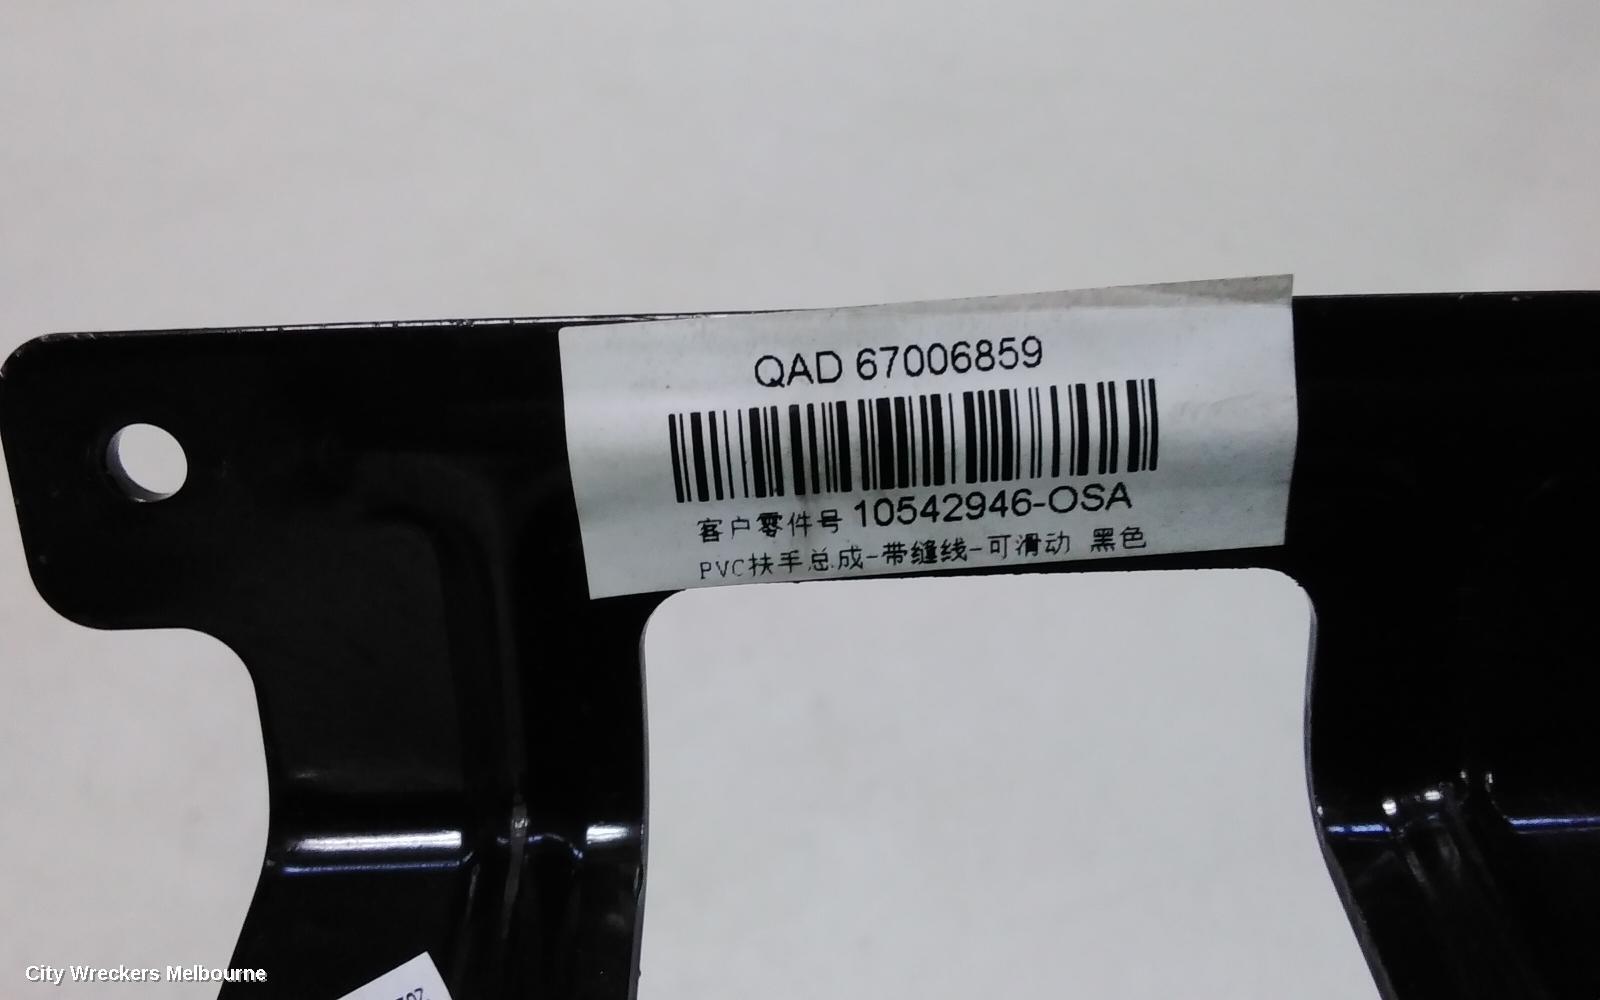 QAD 67006859
客户零件号 10542946-OSA
PVC扶手总成-带缝线-可滑动 黑色
City Wreckers Melbourne